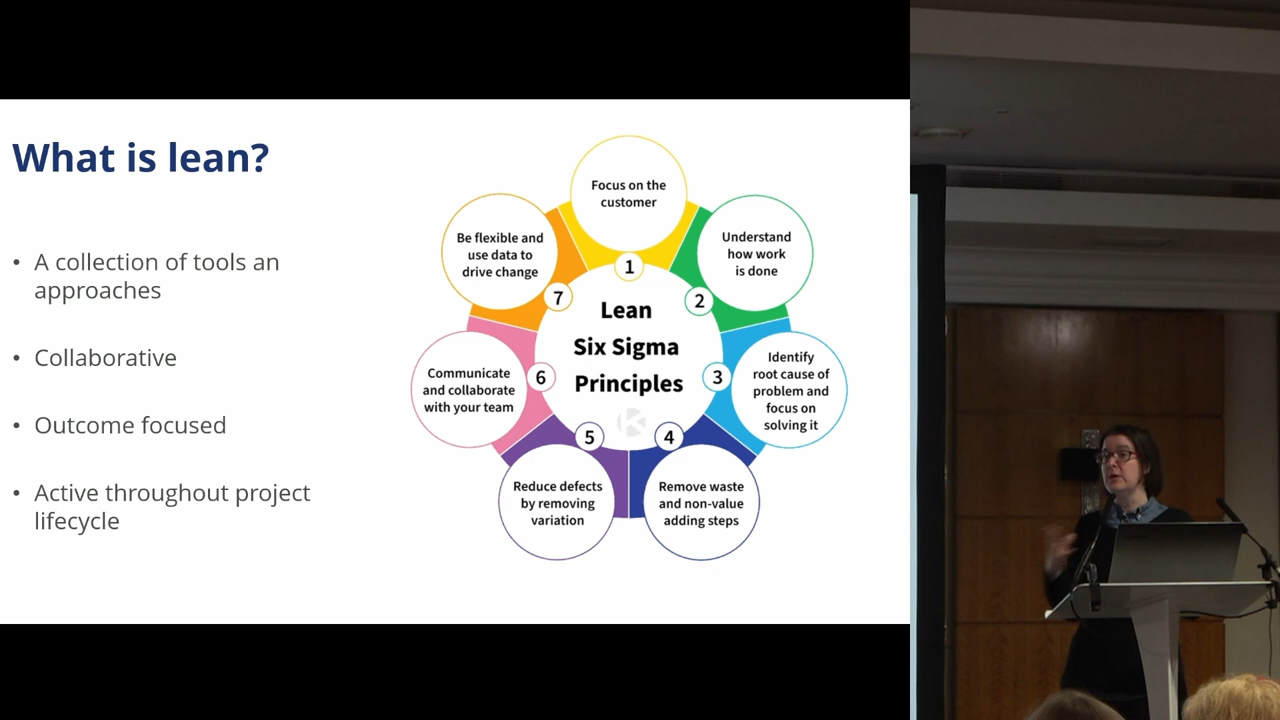 What is lean?
• A collection of tools an
approaches
• Collaborative
• Outcome focused
• Active throughout project
lifecycle
Lean
Six Sigma
Principles
1
Focus on the
customer
2
Understand
how work
is done
3
Identify
root cause of
problem and
focus on
solving it
4
Remove waste
and non-value
adding steps
5
Reduce defects
by removing
variation
6
Communicate
and collaborate
with your team
7
Be flexible and
use data to
drive change
K